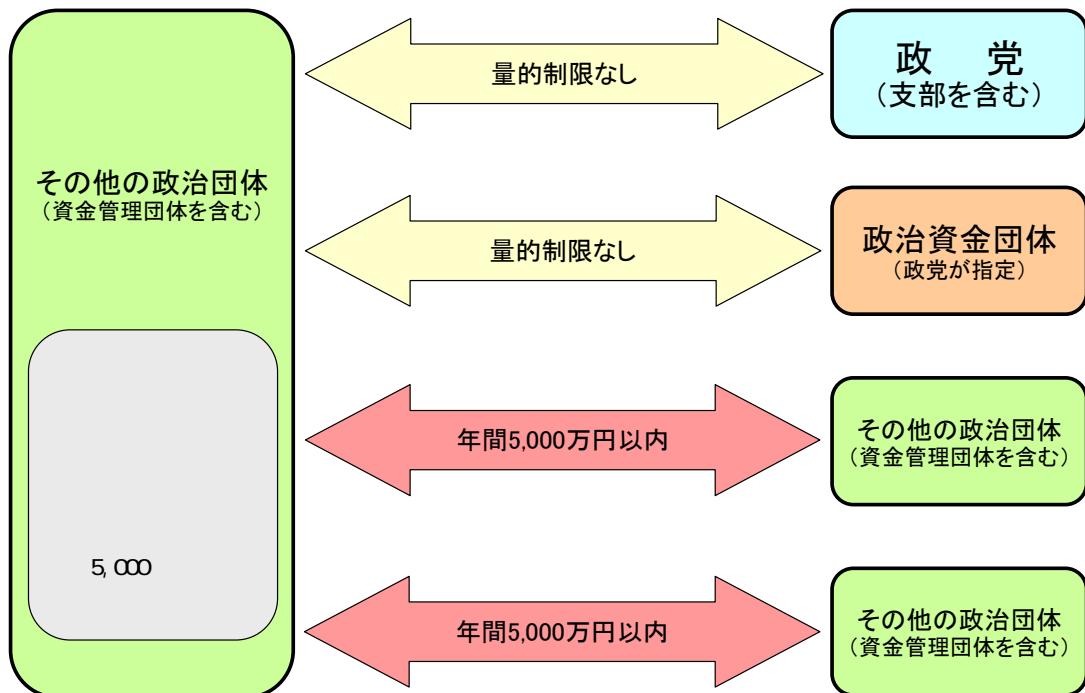 その他の政治団体
（資金管理団体を含む）
5,000
量的制限なし
政　党
（支部を含む）
量的制限なし
政治資金団体
（政党が指定）
年間5,000万円以内
その他の政治団体
（資金管理団体を含む）
年間5,000万円以内
その他の政治団体
（資金管理団体を含む）